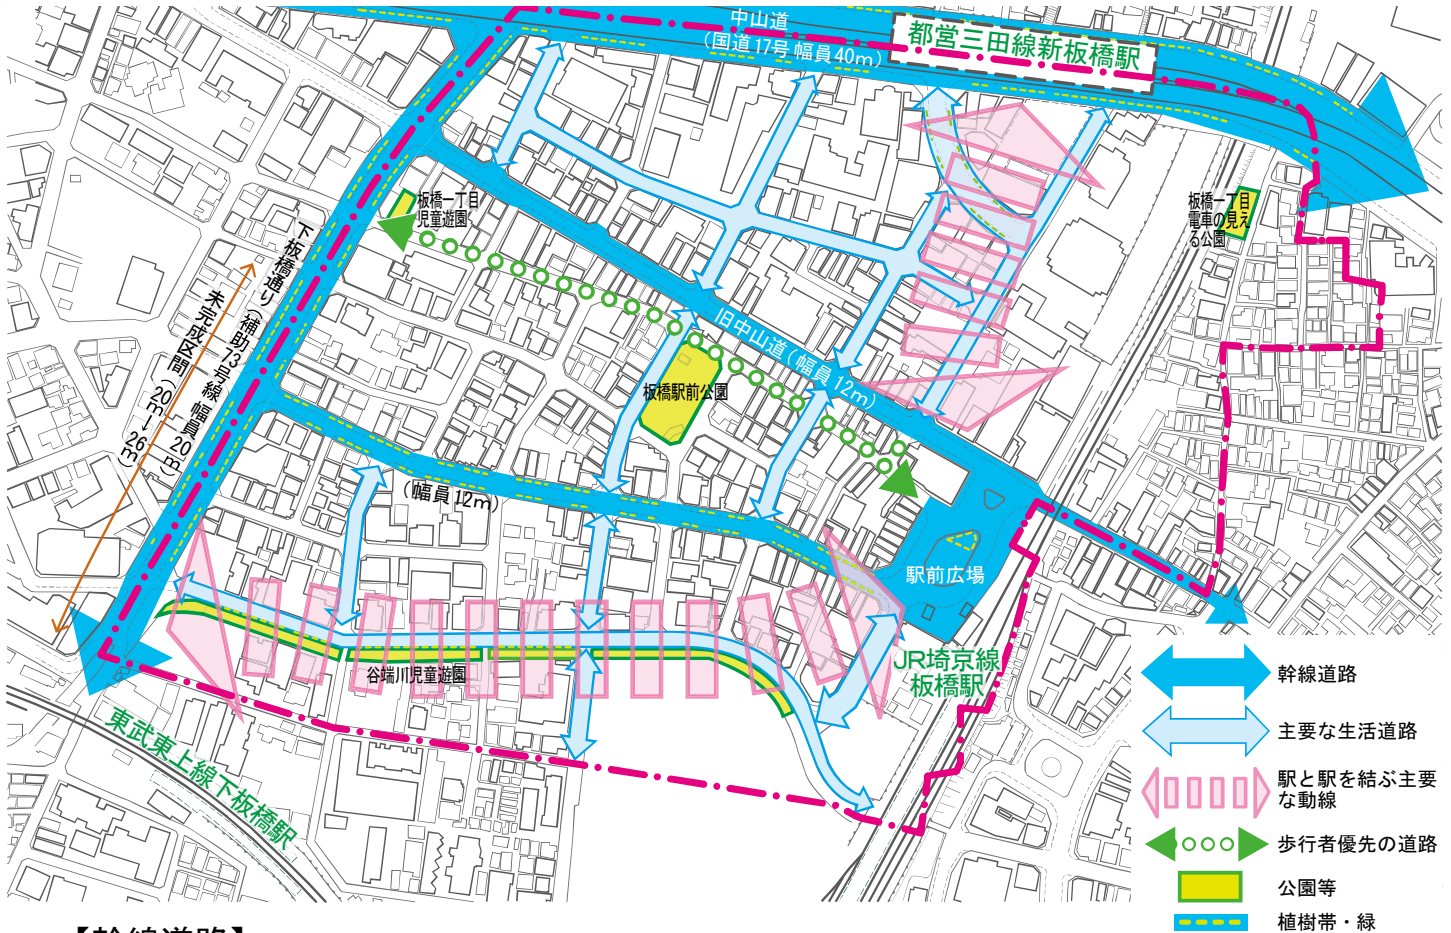 中山道
（国道17号 幅員40m）
都営三田線新板橋駅
板橋一丁目
児童遊園
板橋一丁目
電車の見え
る公園
下板橋通り（補助73号線 幅員20m）
未完成区間（20m→26m）
旧中山道（幅員12m）
板橋駅前公園
（幅員12m）
駅前広場
JR埼京線
板橋駅
谷端川児童遊園
東武東上線下板橋駅
幹線道路
主要な生活道路
駅と駅を結ぶ主要
な動線
歩行者優先の道路
公園等
植樹帯・緑
【幹線道路】